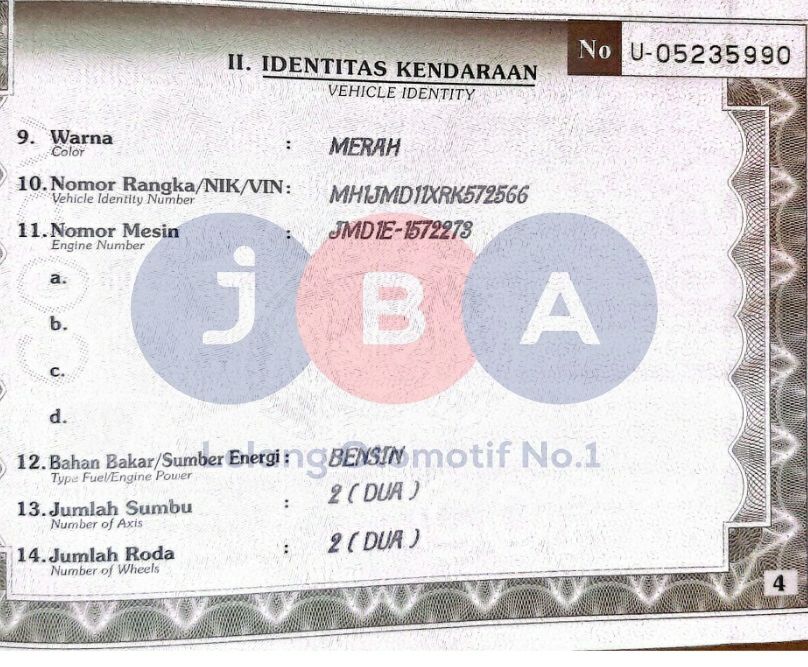 No U-05235990
II. IDENTITAS KENDARAAN
VEHICLE IDENTITY
9. Warna : MERAH
Color
10. Nomor Rangka/NIK/VIN : MH1JMD11XRK572566
Vehicle Identity Number
11. Nomor Mesin : JMD1E-1572273
Engine Number
a.
b.
c.
d.
jBA
Lelang Otomotif No.1
12. Bahan Bakar/Sumber Energi : BENSIN
Type Fuel/Engine Power
13. Jumlah Sumbu : 2 ( DUA )
Number of Axis
14. Jumlah Roda : 2 ( DUA )
Number of Wheels
4